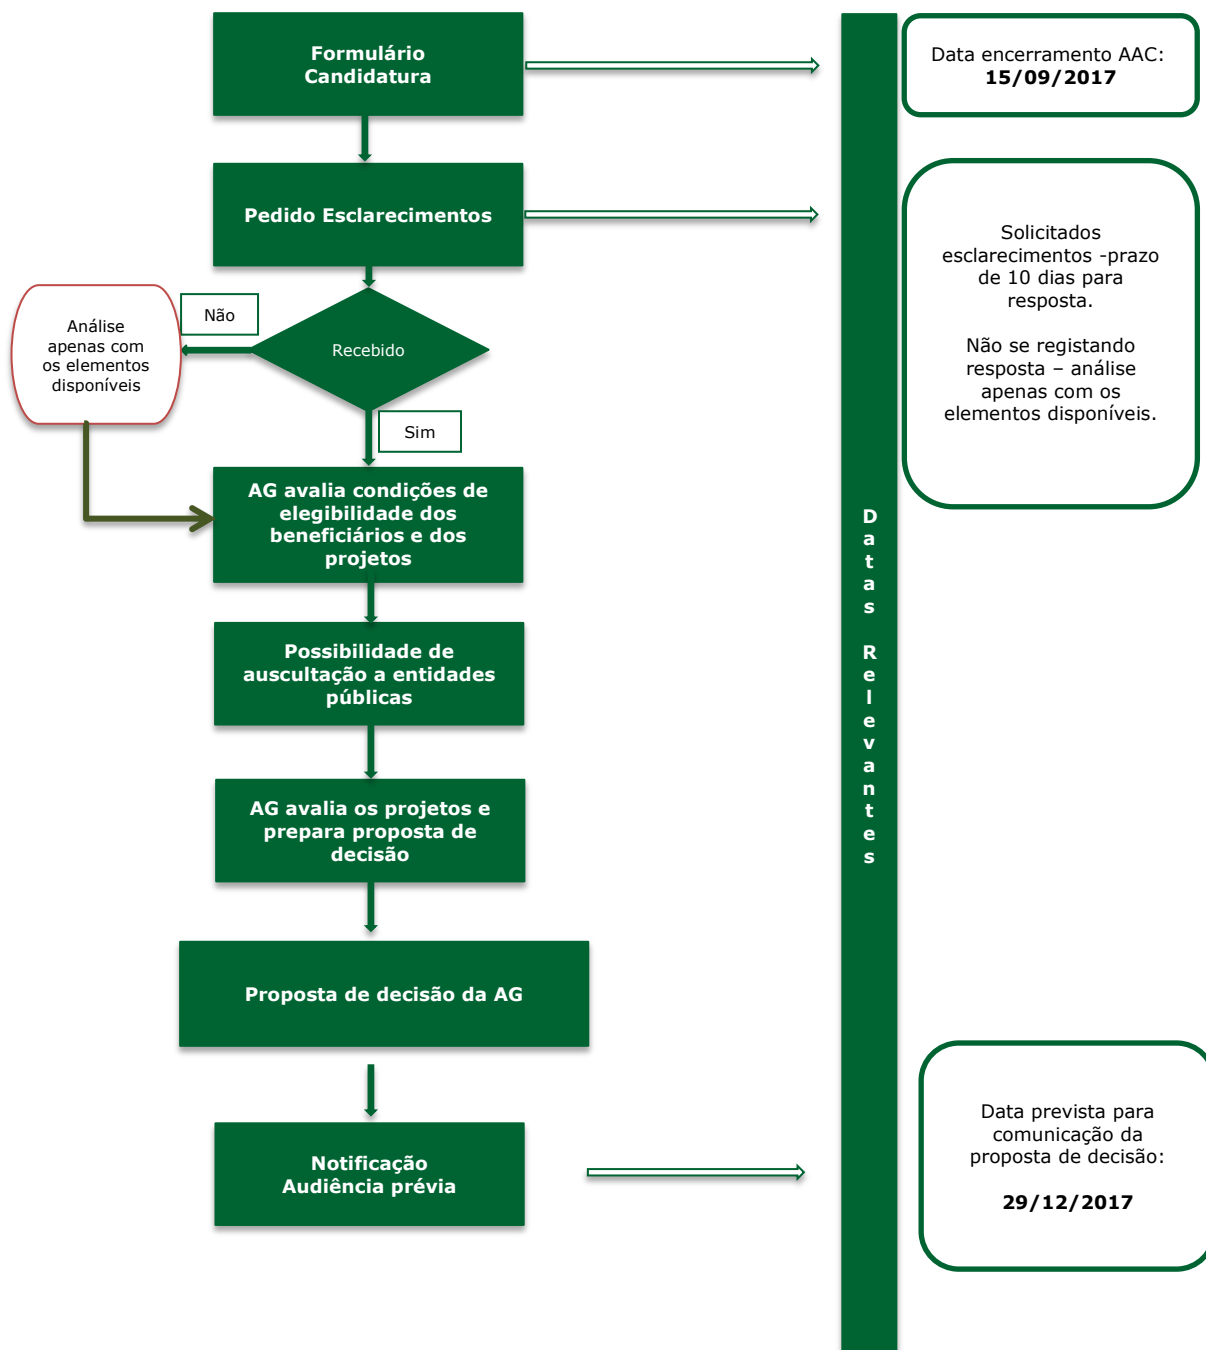 Formulário
Candidatura
Data encerramento AAC:
15/09/2017
Pedido Esclarecimentos
Solicitados
esclarecimentos -prazo
de 10 dias para
resposta.
Não se registando
resposta – análise
apenas com os
elementos disponíveis.
Não
Análise
apenas com
os elementos
disponíveis
Recebido
Sim
AG avalia condições de
elegibilidade dos
beneficiários e dos
projetos
Possibilidade de
auscultação a entidades
públicas
AG avalia os projetos e
prepara proposta de
decisão
Proposta de decisão da AG
Notificação
Audiência prévia
D
a
t
a
s
R
e
l
e
v
a
n
t
e
s
Data prevista para
comunicação da
proposta de decisão:
29/12/2017